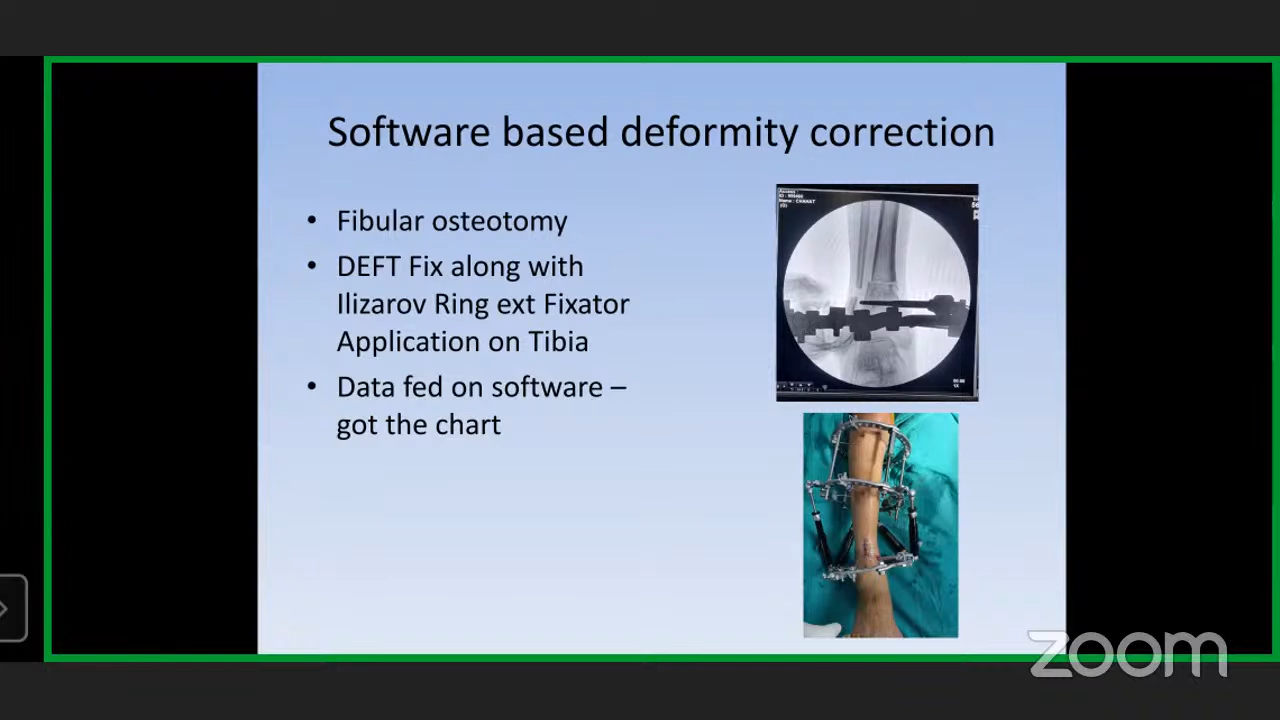 Software based deformity correction
• Fibular osteotomy
• DEFT Fix along with
Ilizarov Ring ext Fixator
Application on Tibia
• Data fed on software –
got the chart
zoom